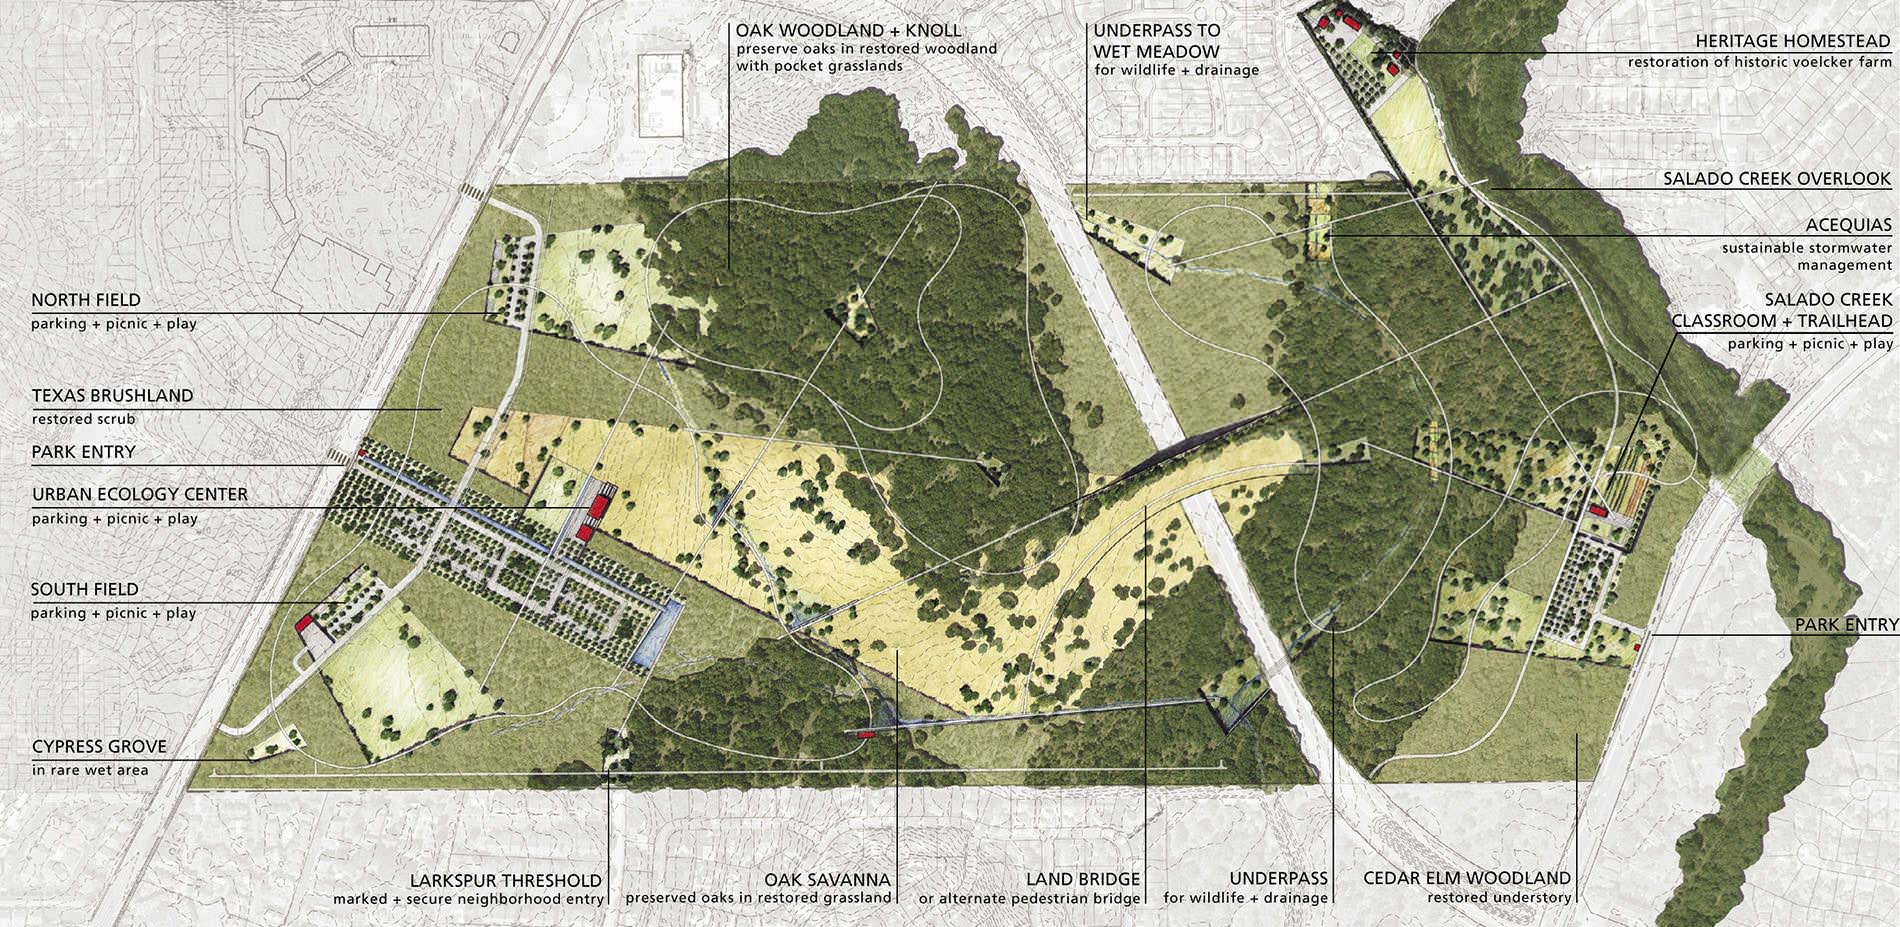 OAK WOODLAND + KNOLL
preserve oaks in restored woodland
with pocket grasslands
UNDERPASS TO
WET MEADOW
for wildlife + drainage
HERITAGE HOMESTEAD
restoration of historic voelcker farm
SALADO CREEK OVERLOOK
ACEQUIAS
sustainable stormwater
management
SALADO CREEK
CLASSROOM + TRAILHEAD
parking + picnic + play
NORTH FIELD
parking + picnic + play
TEXAS BRUSHLAND
restored scrub
PARK ENTRY
URBAN ECOLOGY CENTER
parking + picnic + play
SOUTH FIELD
parking + picnic + play
CYPRESS GROVE
in rare wet area
PARK ENTRY
LARKSPUR THRESHOLD
marked + secure neighborhood entry
OAK SAVANNA
preserved oaks in restored grassland
LAND BRIDGE
or alternate pedestrian bridge
UNDERPASS
for wildlife + drainage
CEDAR ELM WOODLAND
restored understory